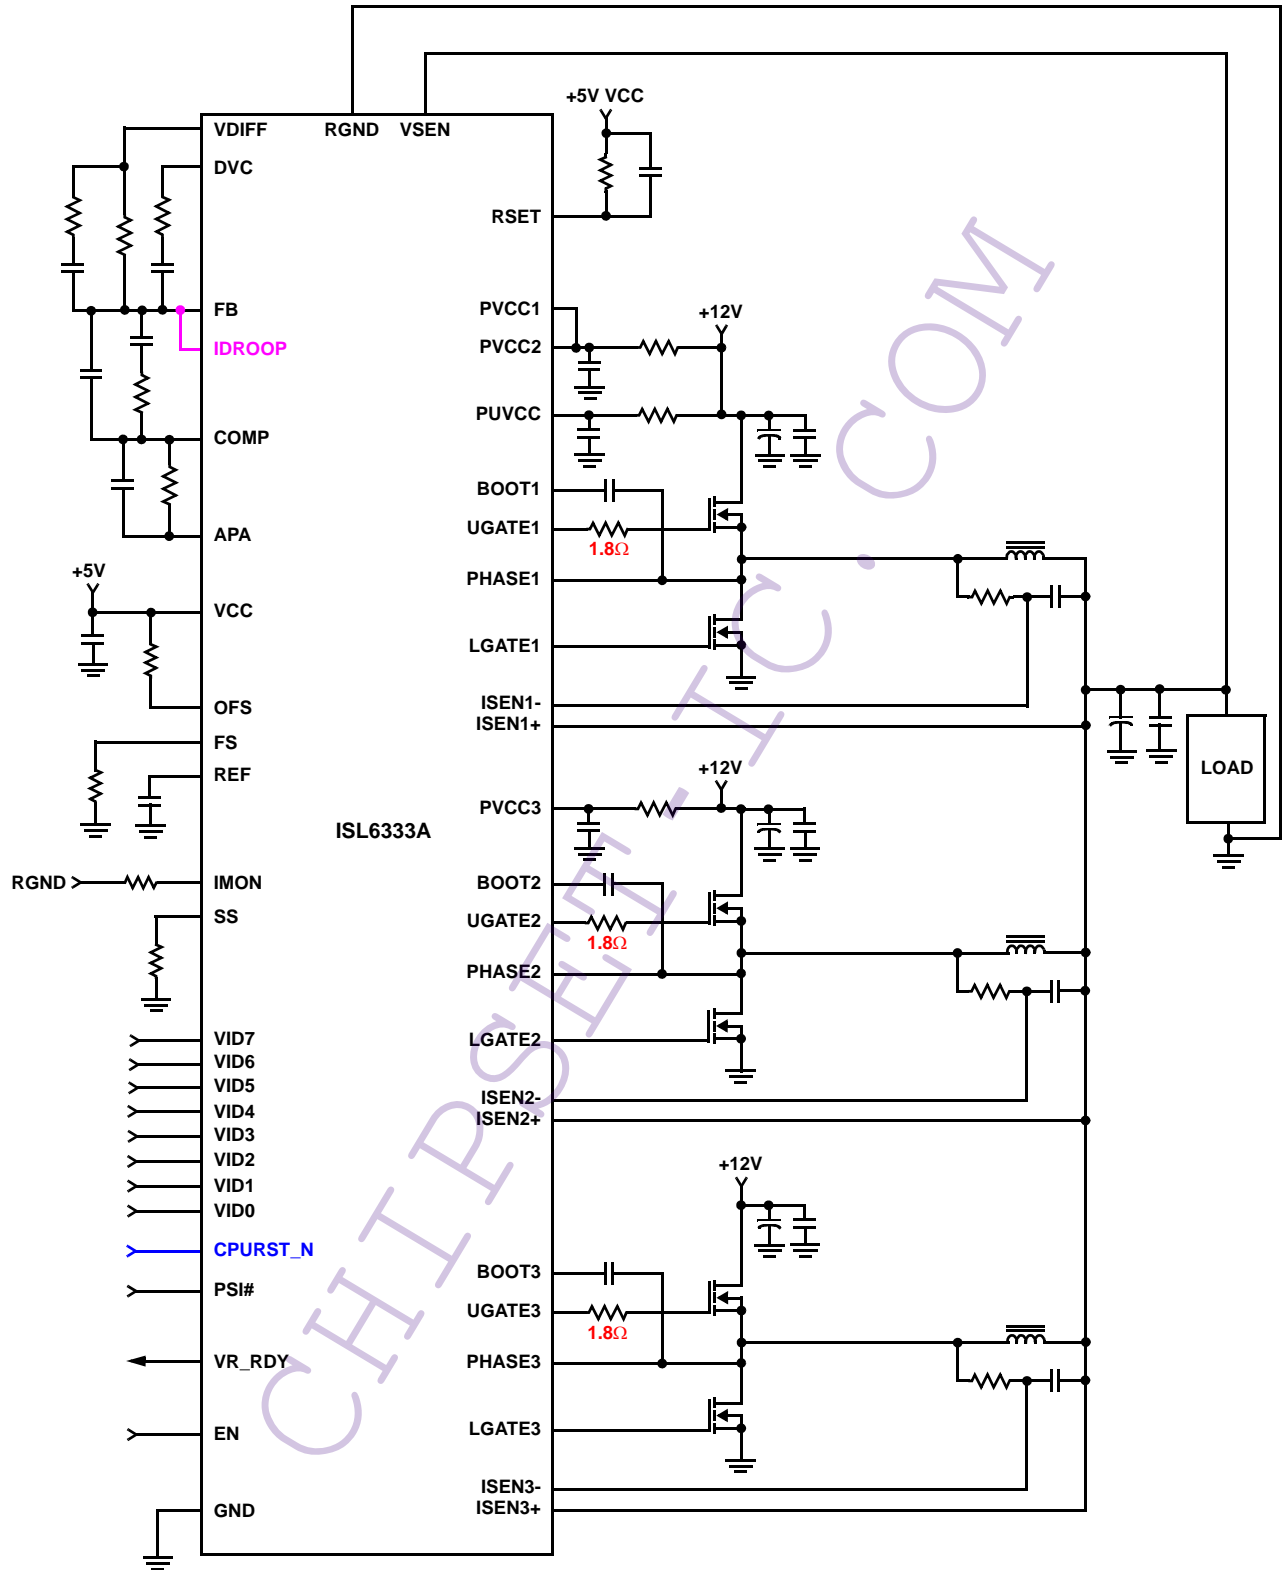 +5V VCC
VDIFF
RGND
VSEN
DVC
RSET
FB
IDROOP
PVCC1
+12V
PVCC2
PUVCC
COMP
BOOT1
UGATE1
1.8Ω
APA
+5V
PHASE1
VCC
LGATE1
OFS
ISEN1-
ISEN1+
FS
REF
+12V
LOAD
PVCC3
ISL6333A
RGND
IMON
BOOT2
SS
UGATE2
1.8Ω
PHASE2
VID7
LGATE2
VID6
VID5
VID4
ISEN2-
ISEN2+
VID3
VID2
+12V
VID1
VID0
CPURST_N
BOOT3
PSI#
UGATE3
1.8Ω
VR_RDY
PHASE3
EN
LGATE3
ISEN3-
ISEN3+
GND
CHIPSET-IC.COM